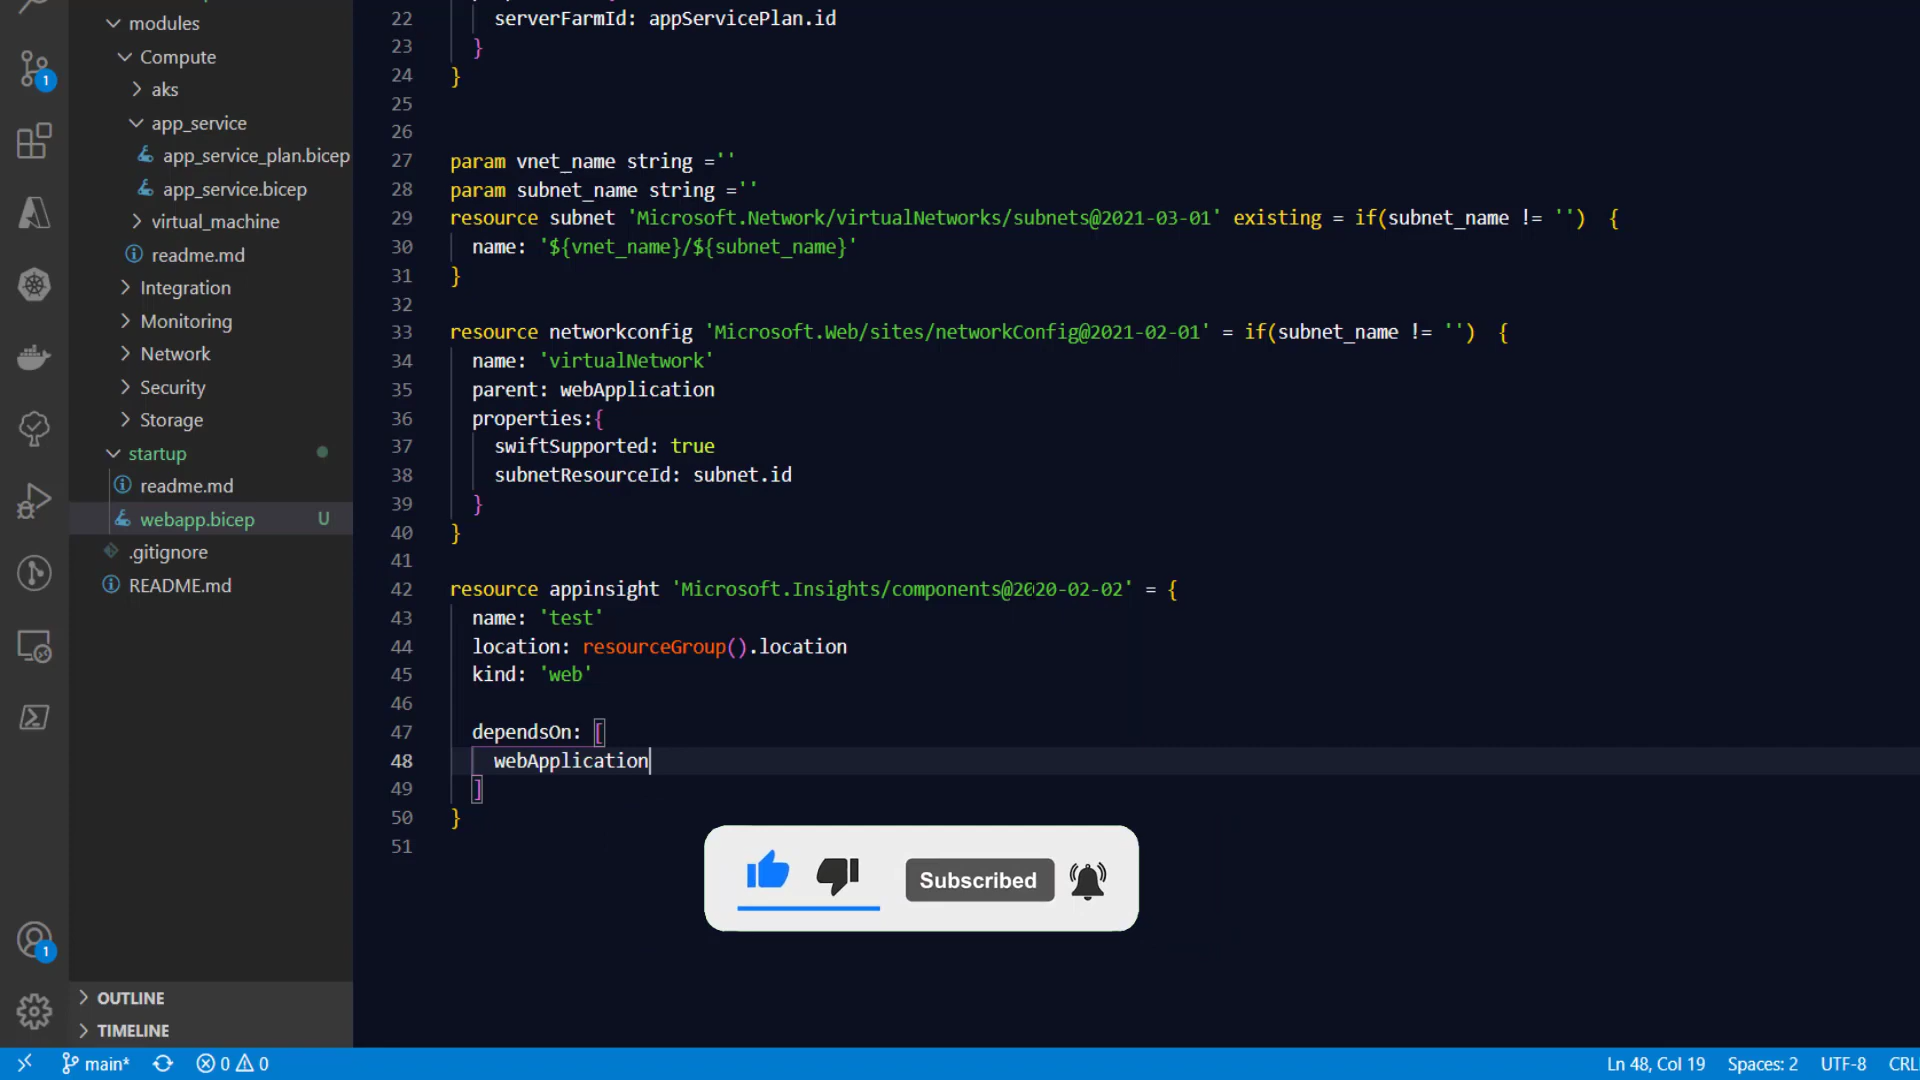 modules
Compute
aks
app_service
app_service_plan.bicep
app_service.bicep
virtual_machine
readme.md
Integration
Monitoring
Network
Security
Storage
startup
readme.md
webapp.bicep U
.gitignore
README.md
OUTLINE
TIMELINE
1
1
22 serverFarmId: appServicePlan.id
23 }
24 }
25
26
27 param vnet_name string =''
28 param subnet_name string =''
29 resource subnet 'Microsoft.Network/virtualNetworks/subnets@2021-03-01' existing = if(subnet_name != '') {
30 name: '${vnet_name}/${subnet_name}'
31 }
32
33 resource networkconfig 'Microsoft.Web/sites/networkConfig@2021-02-01' = if(subnet_name != '') {
34 name: 'virtualNetwork'
35 parent: webApplication
36 properties:{
37 swiftSupported: true
38 subnetResourceId: subnet.id
39 }
40 }
41
42 resource appinsight 'Microsoft.Insights/components@2020-02-02' = {
43 name: 'test'
44 location: resourceGroup().location
45 kind: 'web'
46
47 dependsOn: [
48 webApplication
49 ]
50 }
51
Subscribed
main* 0 0 Ln 48, Col 19 Spaces: 2 UTF-8 CRL